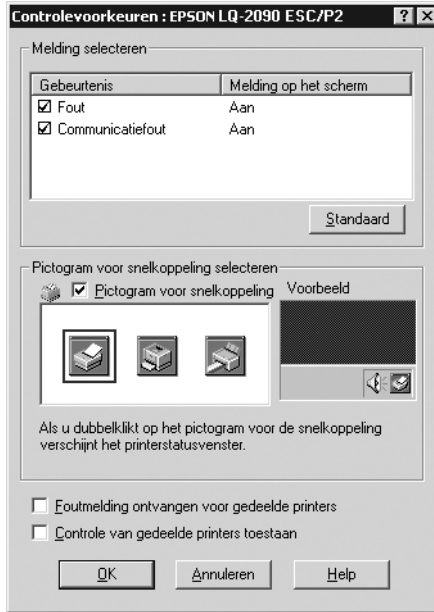 Controlevoorkeuren : EPSON LQ-2090 ESC/P2
Melding selecteren
Gebeurtenis Melding op het scherm
Fout Aan
Communicatiefout Aan
Standaard
Pictogram voor snelkoppeling selecteren
Pictogram voor snelkoppeling Voorbeeld
Als u dubbelklikt op het pictogram voor de snelkoppeling
verschijnt het printerstatusvenster.
Foutmelding ontvangen voor gedeelde printers
Controle van gedeelde printers toestaan
OK Annuleren Help